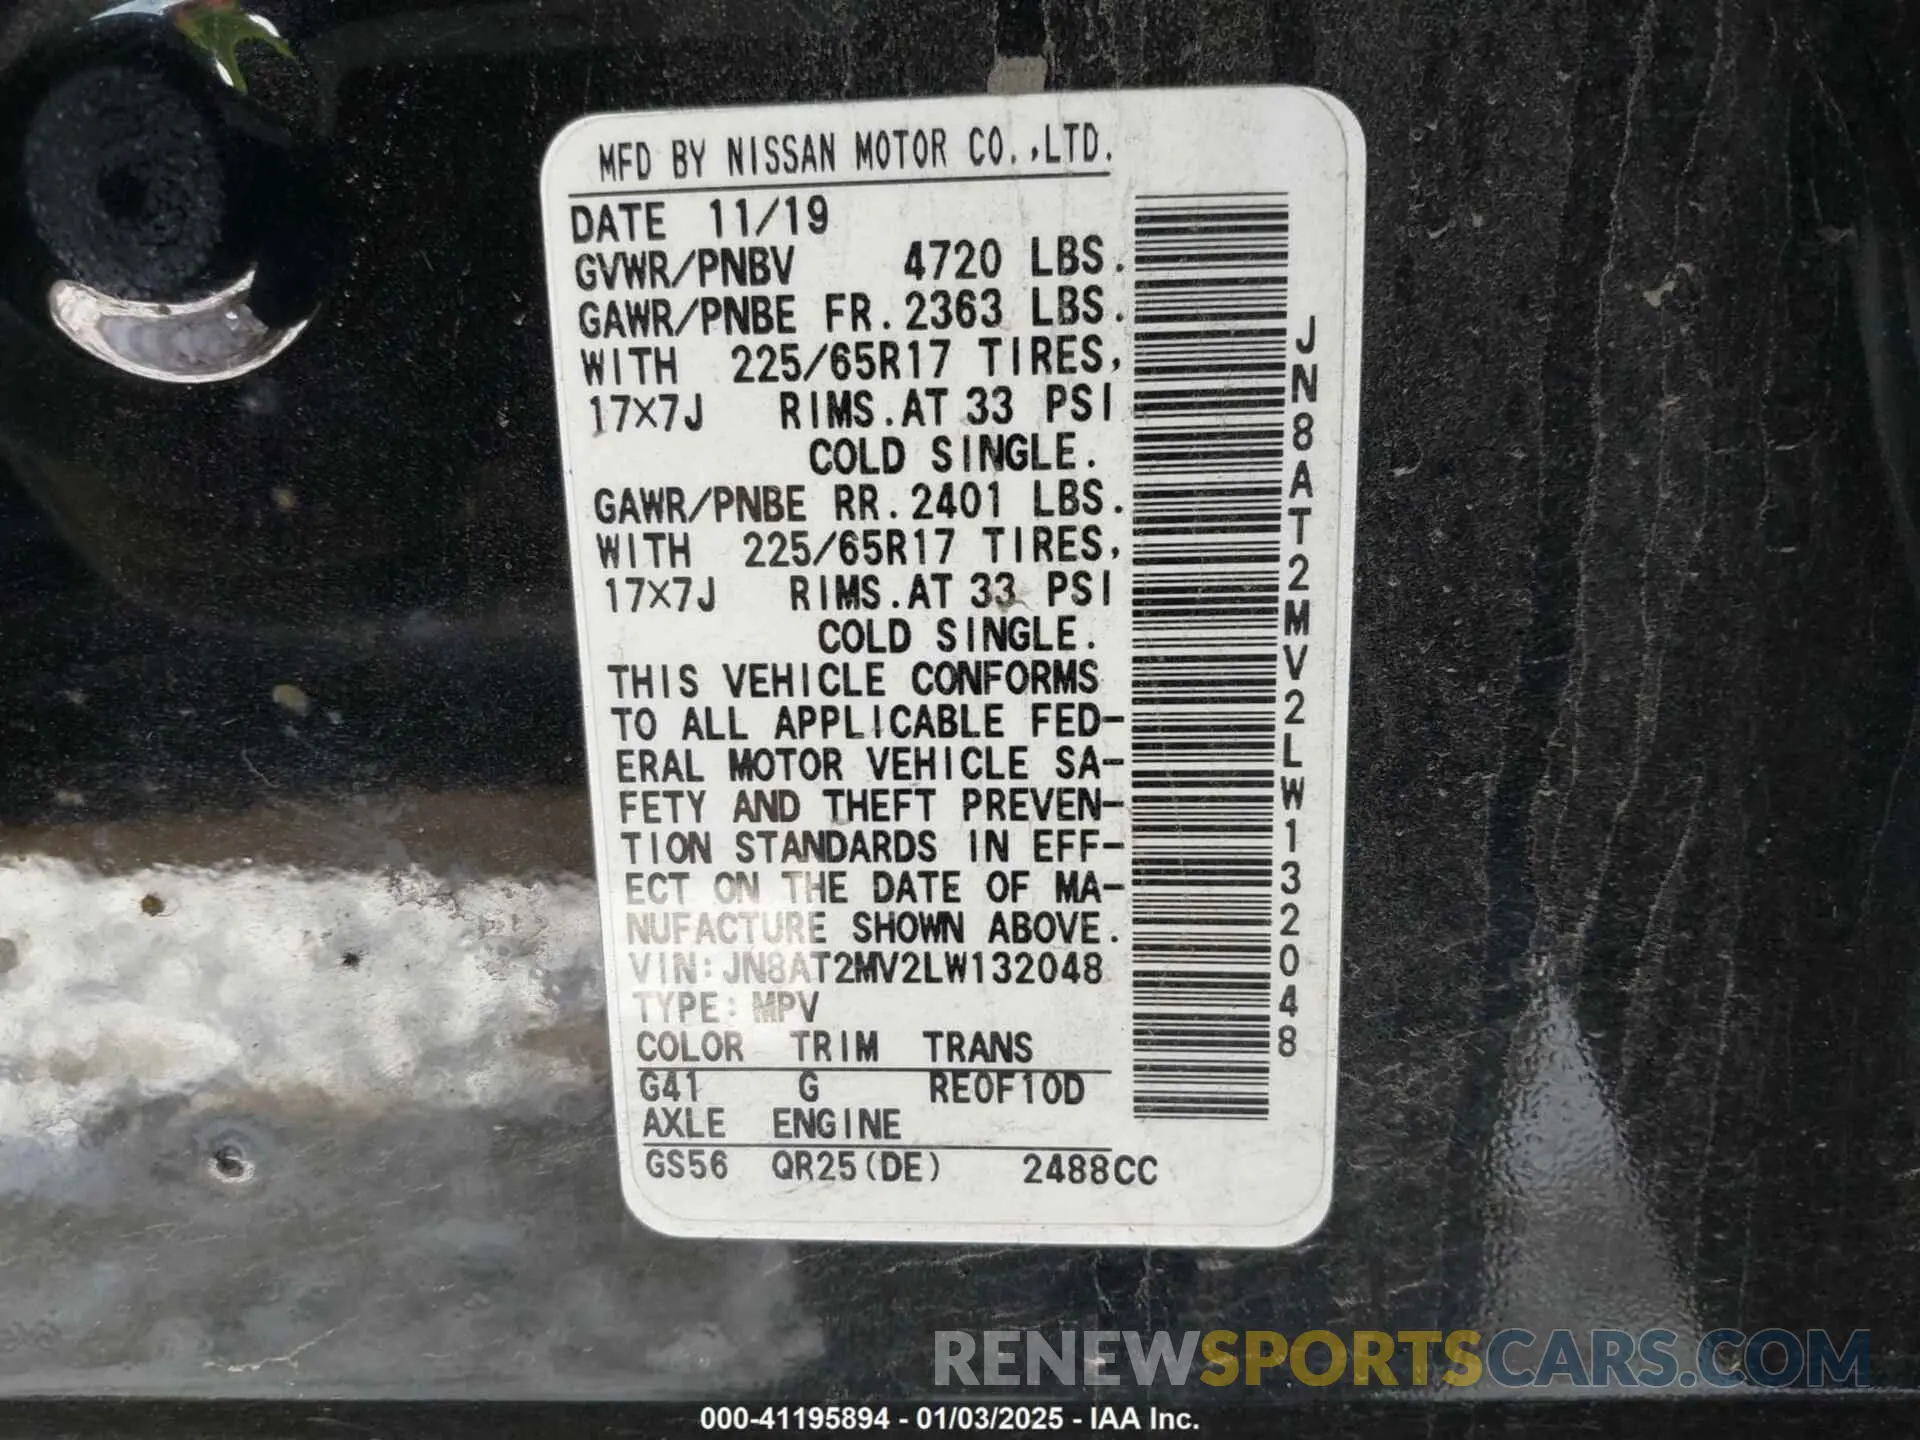 MFD BY NISSAN MOTOR CO.,LTD.
DATE 11/19
GVWR/PNBV 4720 LBS.
GAWR/PNBE FR. 2363 LBS.
WITH 225/65R17 TIRES,
17×7J RIMS. AT 33 PSI
COLD SINGLE.
GAWR/PNBE RR. 2401 LBS.
WITH 225/65R17 TIRES,
17×7J RIMS. AT 33 PSI
COLD SINGLE.
THIS VEHICLE CONFORMS
TO ALL APPLICABLE FED-
ERAL MOTOR VEHICLE SA-
FETY AND THEFT PREVEN-
TION STANDARDS IN EFF-
ECT ON THE DATE OF MA-
NUFACTURE SHOWN ABOVE.
VIN: JN8AT2MV2LW132048
TYPE: MPV
COLOR TRIM TRANS
G41 G RE0F10D
AXLE ENGINE
GS56 QR25(DE) 2488CC
JN8AT2MV2LW132048
RENEWSPORTSCARS.COM
000-41195894 - 01/03/2025 - IAA Inc.